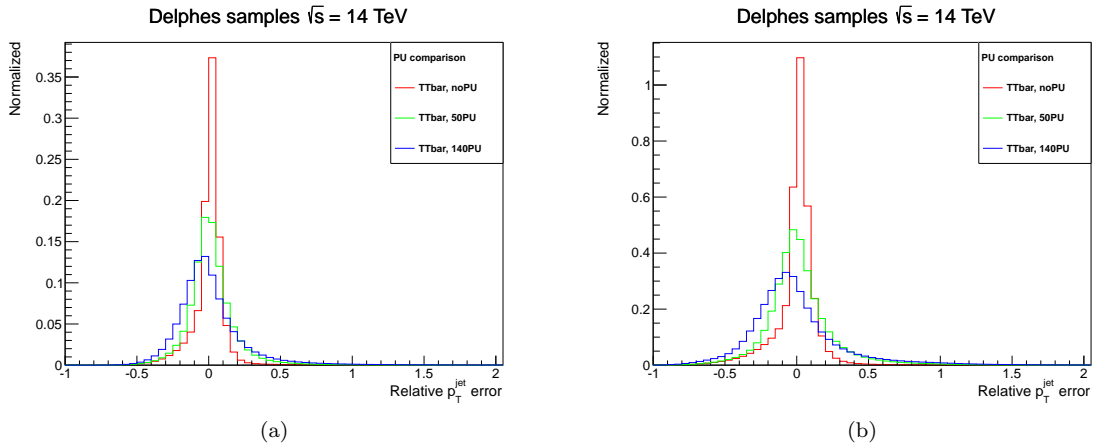 Delphes samples √s = 14 TeV
Normalized
PU comparison
TTbar, noPU
TTbar, 50PU
TTbar, 140PU
0.35
0.3
0.25
0.2
0.15
0.1
0.05
0
-1 -0.5 0 0.5 1 1.5 2
Relative p_T^jet error
(a)
Delphes samples √s = 14 TeV
Normalized
PU comparison
TTbar, noPU
TTbar, 50PU
TTbar, 140PU
1
0.8
0.6
0.4
0.2
0
-1 -0.5 0 0.5 1 1.5 2
Relative p_T^jet error
(b)